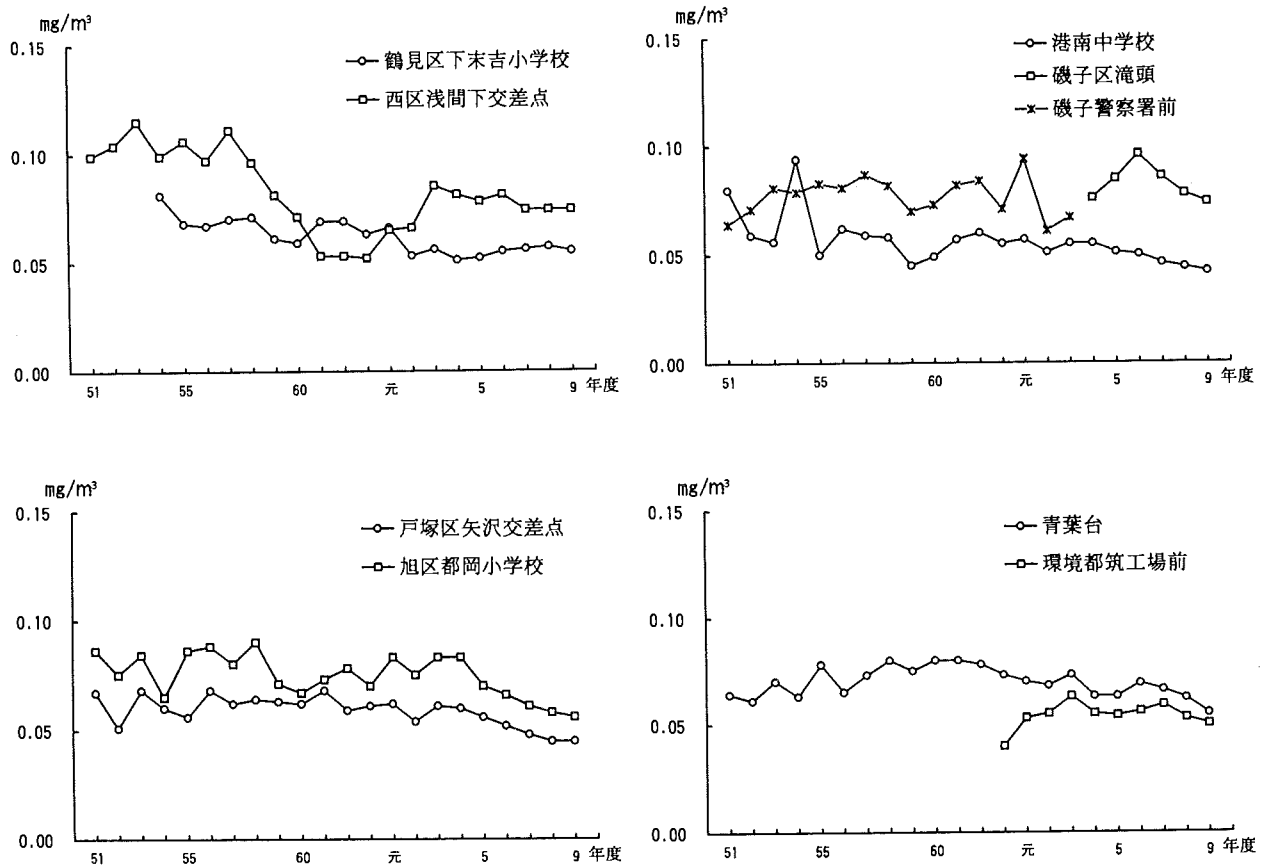 mg/m³
0.15
0.10
0.05
0.00
鶴見区下末吉小学校
西区浅間下交差点
51 55 60 元 5 9 年度
mg/m³
0.15
0.10
0.05
0.00
港南中学校
磯子区滝頭
磯子警察署前
51 55 60 元 5 9 年度
mg/m³
0.15
0.10
0.05
0.00
戸塚区矢沢交差点
旭区都岡小学校
51 55 60 元 5 9 年度
mg/m³
0.15
0.10
0.05
0.00
青葉台
環境都筑工場前
51 55 60 元 5 9 年度